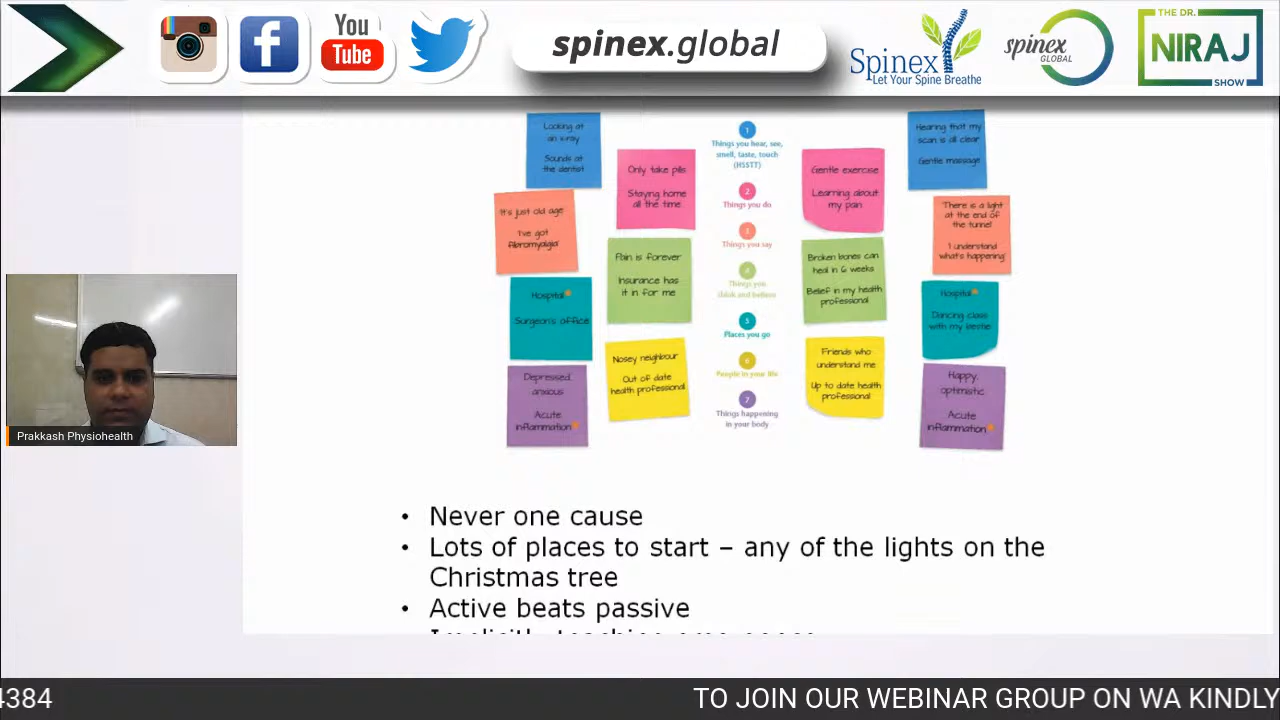 You
Tube
spinex.global
Spinex
Let Your Spine Breathe
spinex
GLOBAL
THE DR.
NIRAJ
SHOW
Looking at
an x-ray
Sounds at
the dentist
Only take pills
Staying home
all the time
It's just old age'
'I've got
fibromyalgia'
Pain is forever
Insurance has
it in for me
Hospital
Surgeon's office
Nosey neighbour
Out of date
health professional
Depressed,
anxious
Acute
inflammation
1
Things you hear, see,
smell, taste, touch
(HSSTT)
2
Things you do
3
Things you say
4
Things you
think and believe
5
Places you go
6
People in your life
7
Things happening
in your body
Hearing that my
scan is all clear
Gentle massage
Gentle exercise
Learning about
my pain
'There is a light
at the end of
the tunnel'
'I understand
what's happening'
Broken bones can
heal in 6 weeks
Belief in my health
professional
Hospital
Dancing class
with my bestie
Friends who
understand me
Up to date health
professional
Happy,
optimistic
Acute
inflammation
Prakkash Physiohealth
• Never one cause
• Lots of places to start – any of the lights on the
Christmas tree
• Active beats passive
4384
TO JOIN OUR WEBINAR GROUP ON WA KINDLY